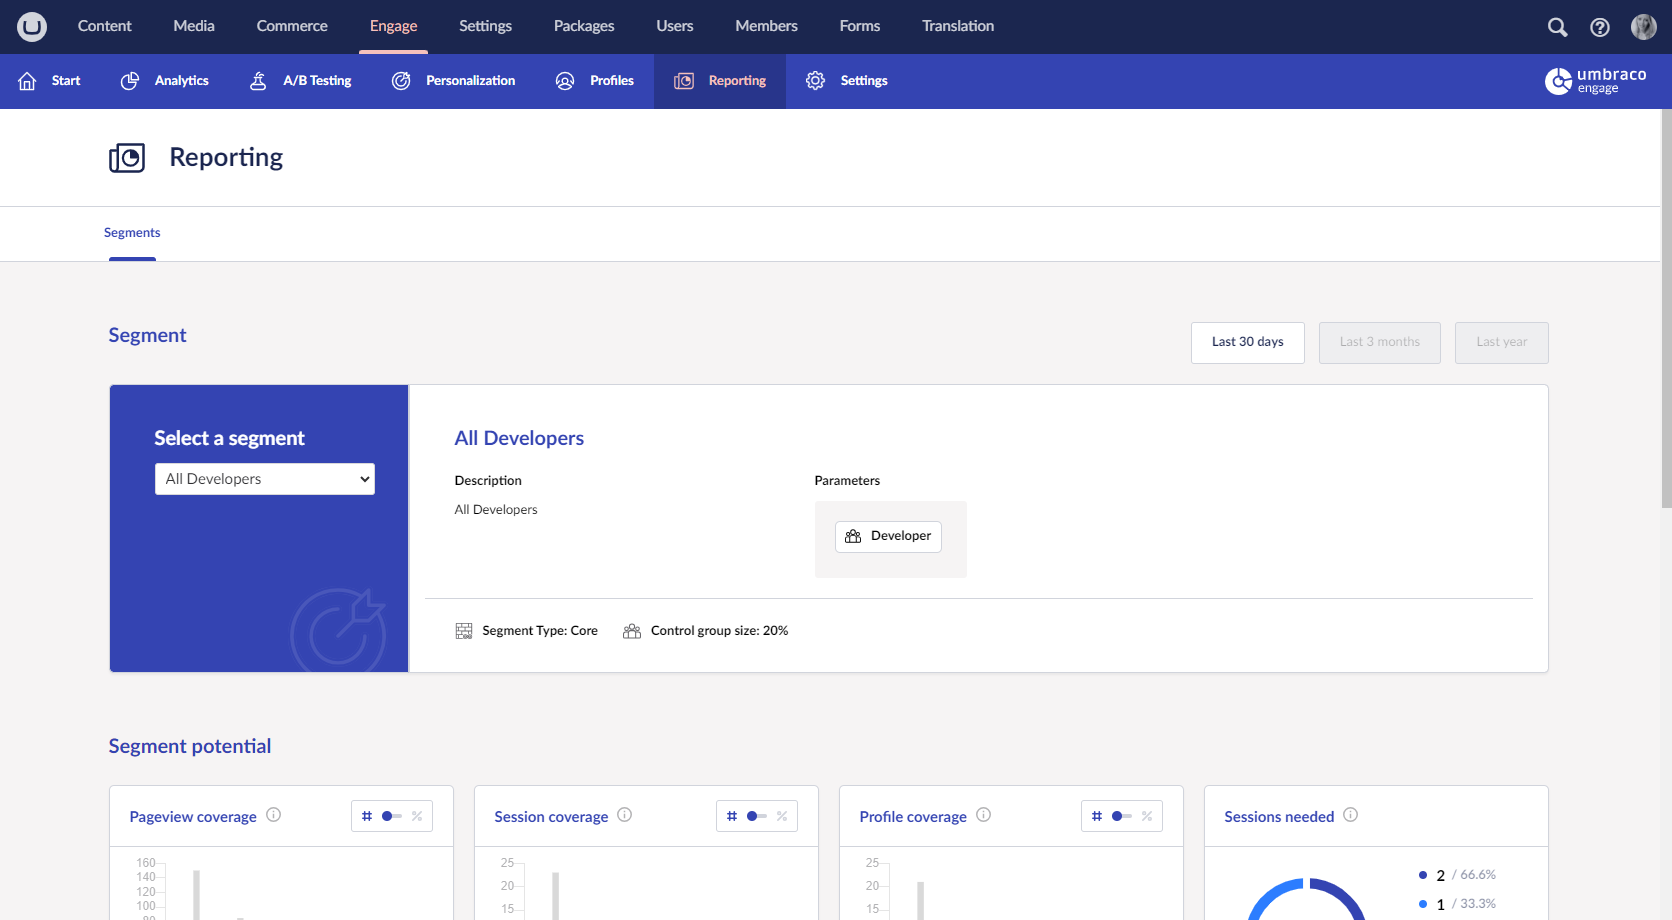 Content Media Commerce Engage Settings Packages Users Members Forms Translation
Start Analytics A/B Testing Personalization Profiles Reporting Settings umbraco engage
Reporting
Segments
Segment
Last 30 days Last 3 months Last year
Select a segment
All Developers
All Developers
Description
All Developers
Parameters
Developer
Segment Type: Core Control group size: 20%
Segment potential
Pageview coverage # %
160
140
120
100
80
Session coverage # %
25
20
15
Profile coverage # %
25
20
15
Sessions needed
2 / 66.6%
1 / 33.3%